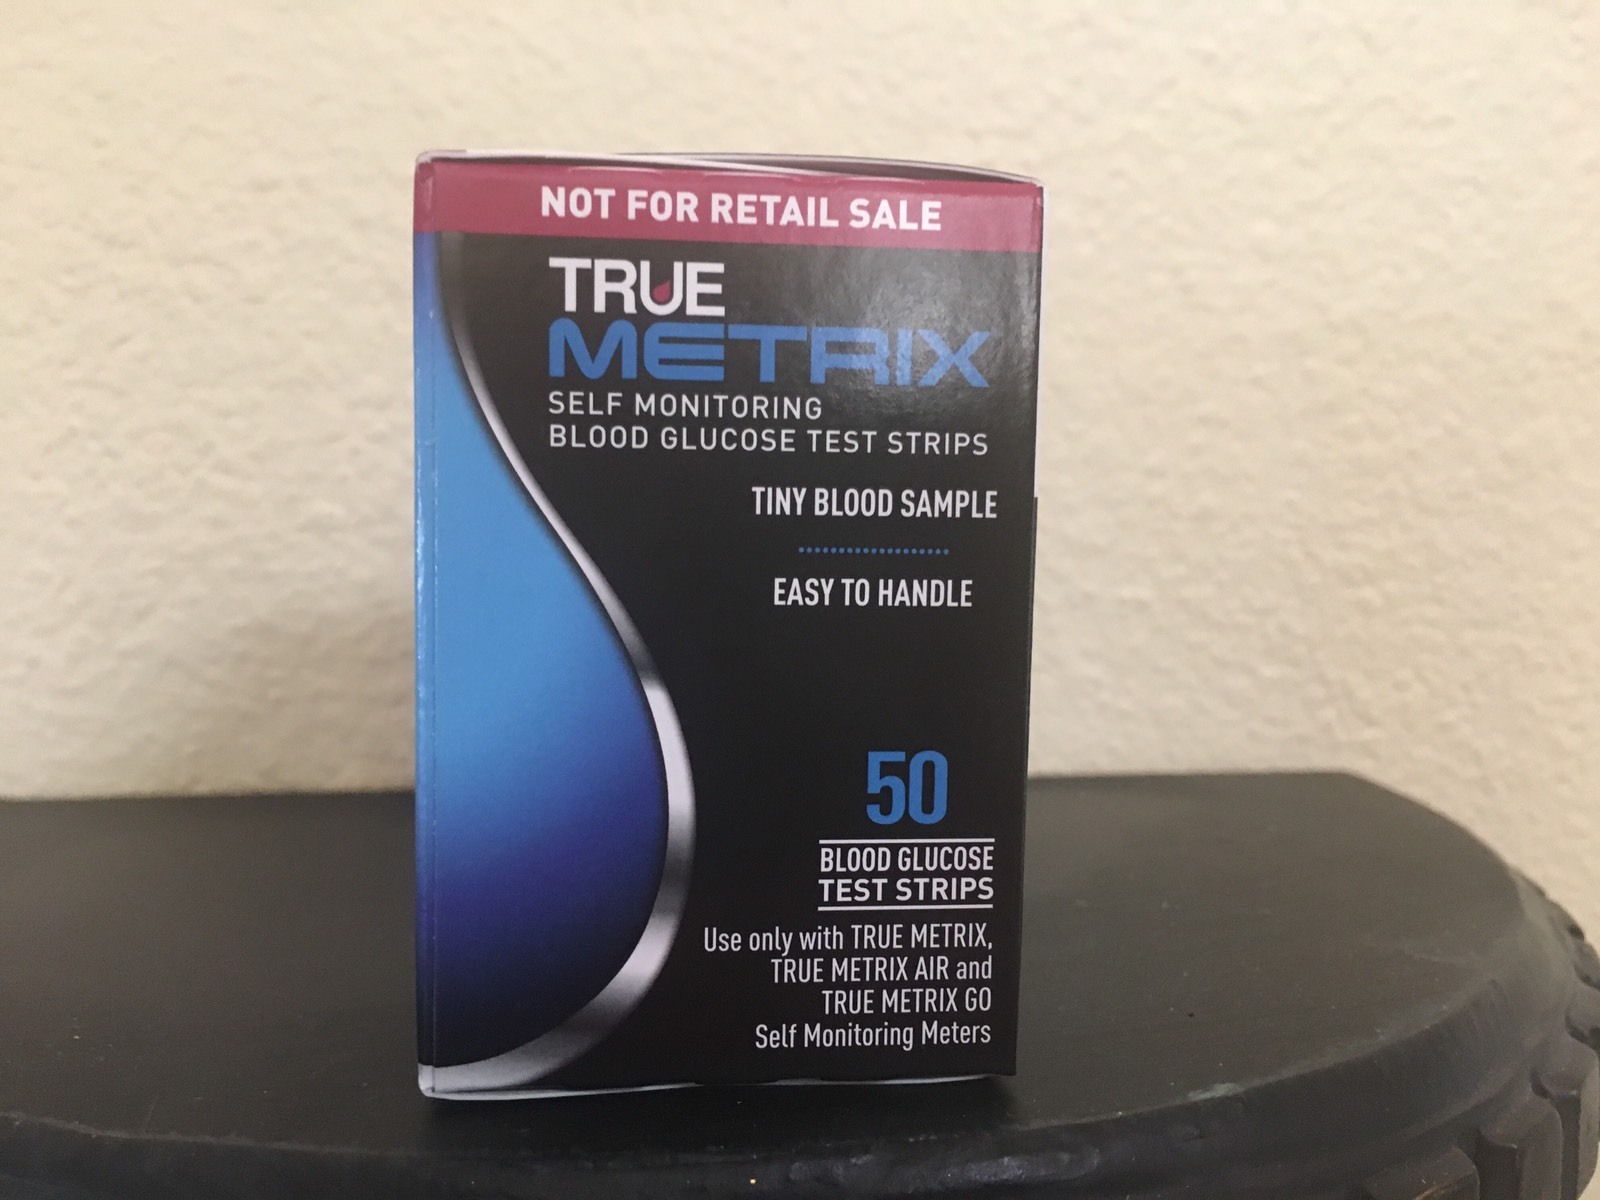 NOT FOR RETAIL SALE
TRUE
METRIX
SELF MONITORING
BLOOD GLUCOSE TEST STRIPS
TINY BLOOD SAMPLE
EASY TO HANDLE
50
BLOOD GLUCOSE
TEST STRIPS
Use only with TRUE METRIX,
TRUE METRIX AIR and
TRUE METRIX GO
Self Monitoring Meters